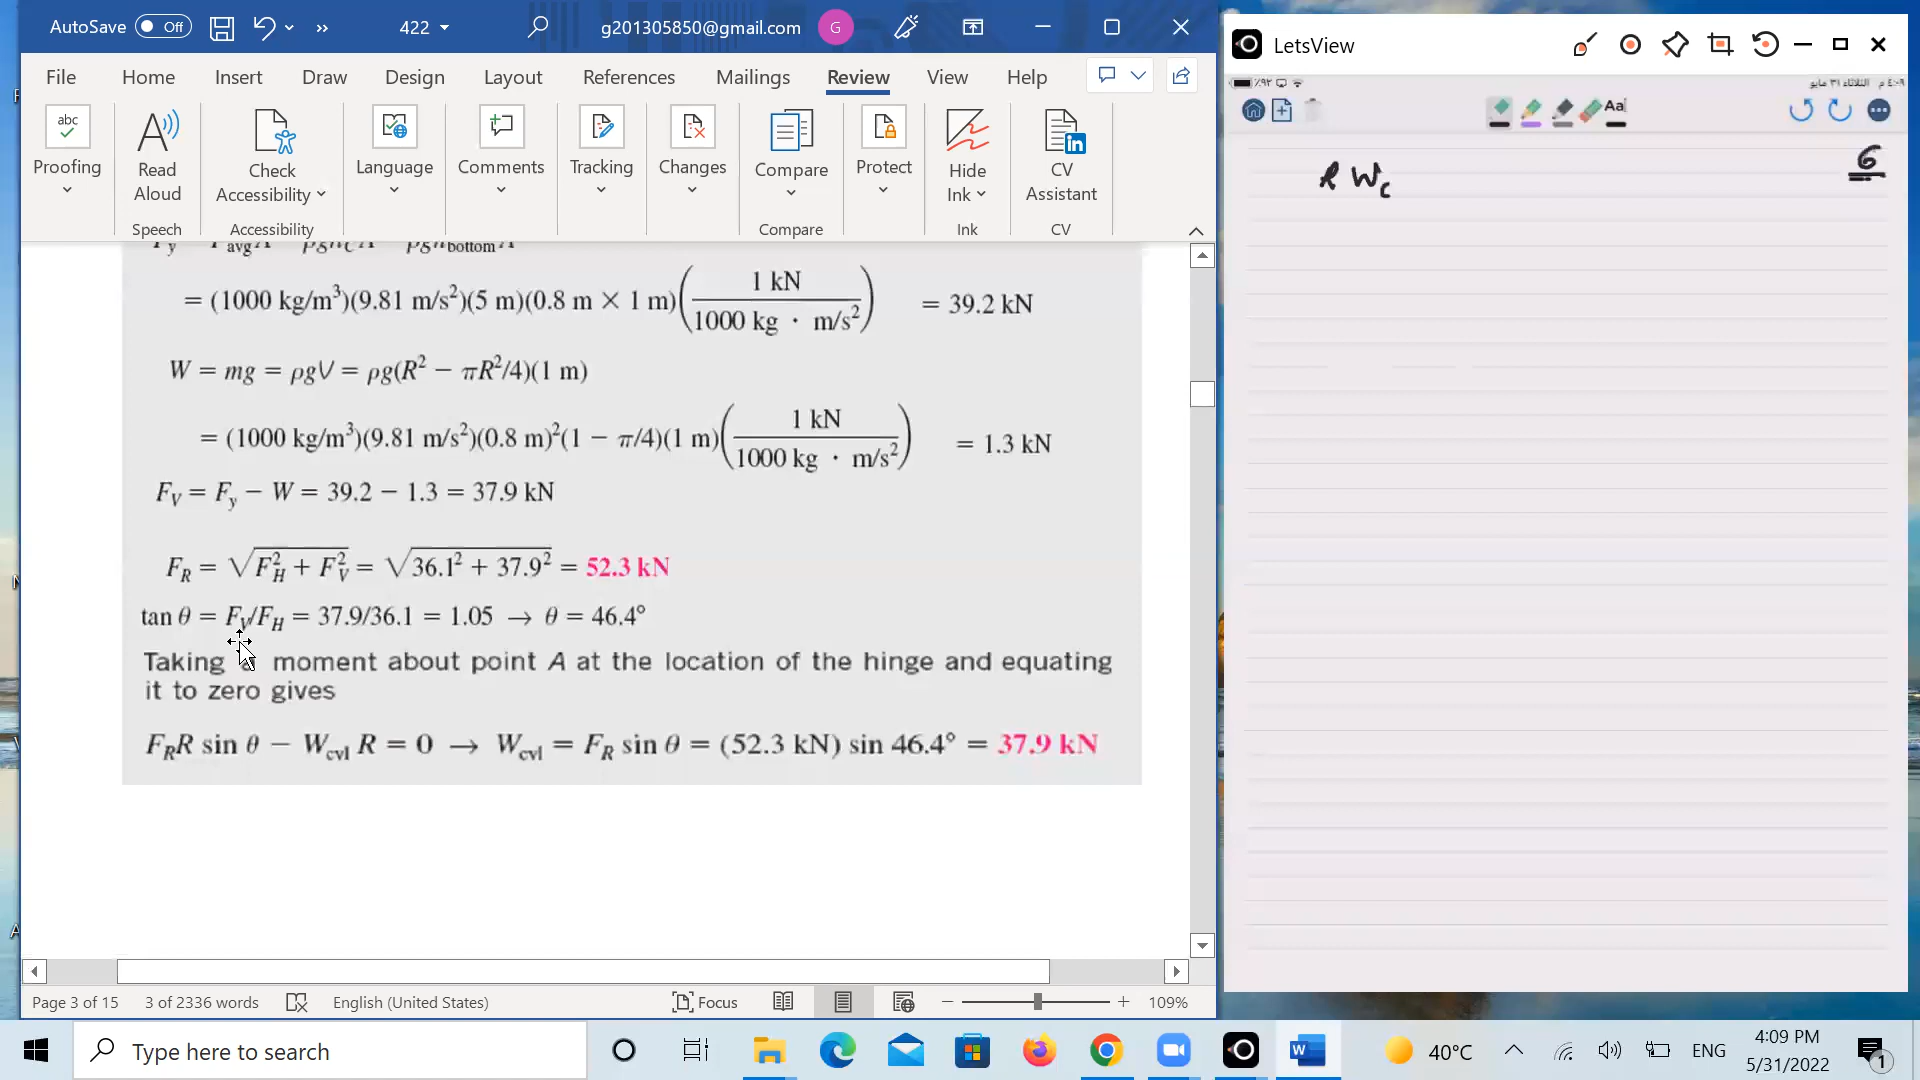 AutoSave Off 422 g201305850@gmail.com G
File Home Insert Draw Design Layout References Mailings Review View Help
abc
Proofing
Read Aloud
Check Accessibility
Language
Comments
Tracking
Changes
Compare
Protect
Hide Ink
CV Assistant
Speech Accessibility Compare Ink CV
= (1000 kg/m³)(9.81 m/s²)(5 m)(0.8 m × 1 m)(1 kN / 1000 kg · m/s²) = 39.2 kN
W = mg = ρgV = ρg(R² − πR²/4)(1 m)
= (1000 kg/m³)(9.81 m/s²)(0.8 m)²(1 − π/4)(1 m)(1 kN / 1000 kg · m/s²) = 1.3 kN
F_V = F_y − W = 39.2 − 1.3 = 37.9 kN
F_R = √(F_H² + F_V²) = √(36.1² + 37.9²) = 52.3 kN
tan θ = F_V/F_H = 37.9/36.1 = 1.05 → θ = 46.4°
Taking a moment about point A at the location of the hinge and equating
it to zero gives
F_R R sin θ − W_cyl R = 0 → W_cyl = F_R sin θ = (52.3 kN) sin 46.4° = 37.9 kN
Page 3 of 15 3 of 2336 words English (United States) Focus 109%
LetsView
Aa
R W_c
6
Type here to search
40°C ENG 4:09 PM
5/31/2022
1